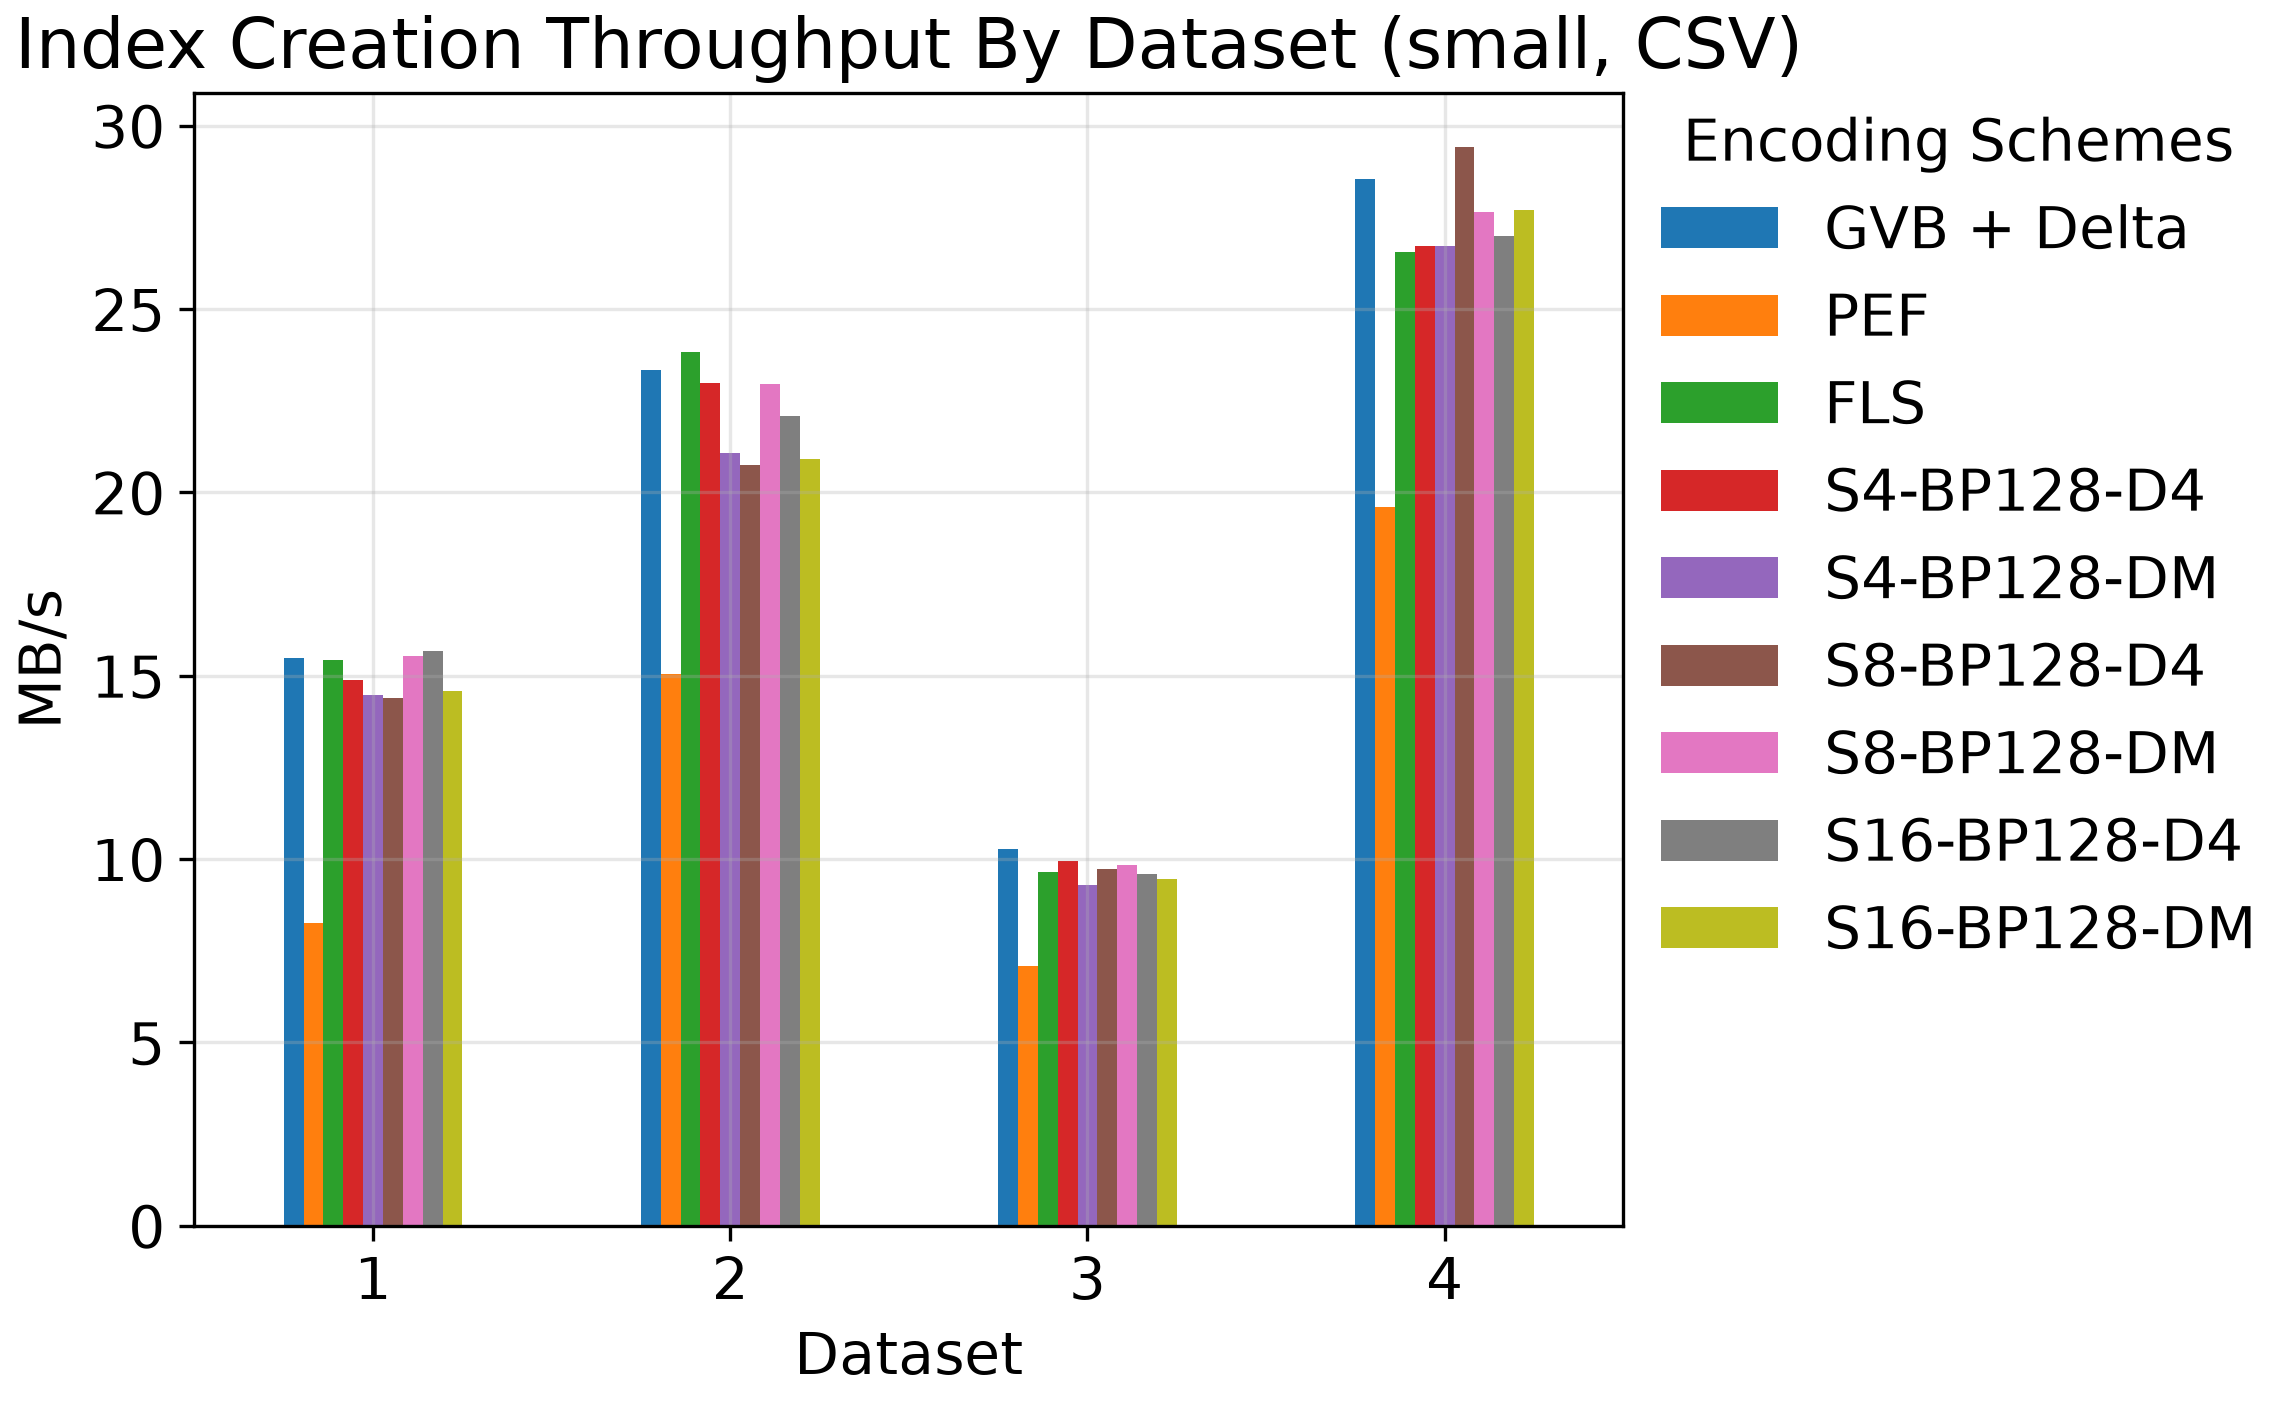 Index Creation Throughput By Dataset (small, CSV)
30
25
20
15
10
5
0
MB/s
1 2 3 4
Dataset
Encoding Schemes
GVB + Delta
PEF
FLS
S4-BP128-D4
S4-BP128-DM
S8-BP128-D4
S8-BP128-DM
S16-BP128-D4
S16-BP128-DM